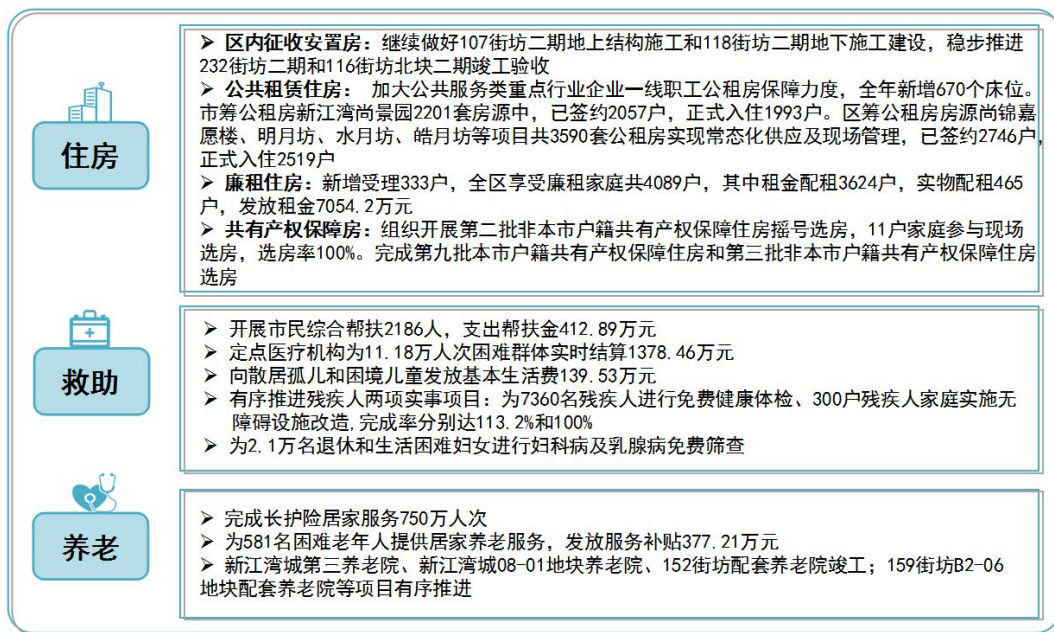 住房
➢ 区内征收安置房：继续做好107街坊二期地上结构施工和118街坊二期地下施工建设，稳步推进
232街坊二期和116街坊北块二期竣工验收
➢ 公共租赁住房： 加大公共服务类重点行业企业一线职工公租房保障力度，全年新增670个床位。
市筹公租房新江湾尚景园2201套房源中，已签约2057户，正式入住1993户。区筹公租房房源尚锦嘉
愿楼、明月坊、水月坊、皓月坊等项目共3590套公租房实现常态化供应及现场管理，已签约2746户，
正式入住2519户
➢ 廉租住房：新增受理333户，全区享受廉租家庭共4089户，其中租金配租3624户，实物配租465
户，发放租金7054.2万元
➢ 共有产权保障房：组织开展第二批非本市户籍共有产权保障住房摇号选房，11户家庭参与现场
选房，选房率100%。完成第九批本市户籍共有产权保障住房和第三批非本市户籍共有产权保障住房
选房
救助
➢ 开展市民综合帮扶2186人，支出帮扶金412.89万元
➢ 定点医疗机构为11.18万人次困难群体实时结算1378.46万元
➢ 向散居孤儿和困境儿童发放基本生活费139.53万元
➢ 有序推进残疾人两项实事项目：为7360名残疾人进行免费健康体检、300户残疾人家庭实施无
障碍设施改造,完成率分别达113.2%和100%
➢ 为2.1万名退休和生活困难妇女进行妇科病及乳腺病免费筛查
养老
➢ 完成长护险居家服务750万人次
➢ 为581名困难老年人提供居家养老服务，发放服务补贴377.21万元
➢ 新江湾城第三养老院、新江湾城08-01地块养老院、152街坊配套养老院竣工；159街坊B2-06
地块配套养老院等项目有序推进